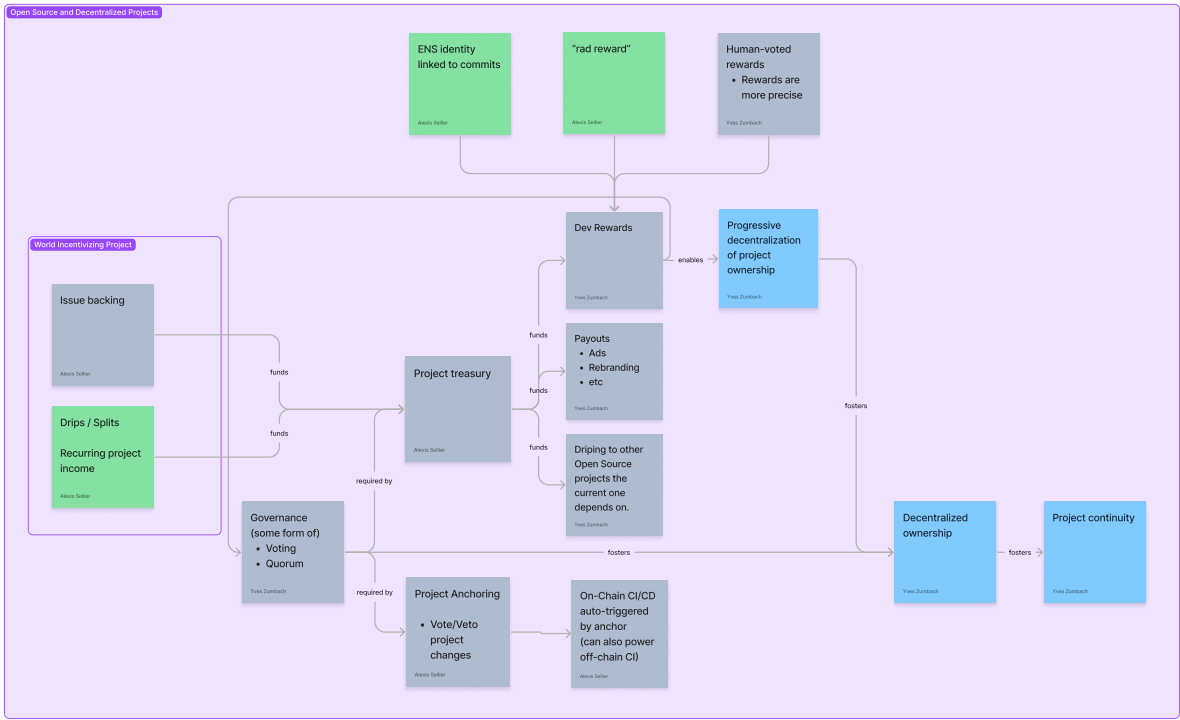 Open Source and Decentralized Projects
ENS identity
linked to commits
Alexis Sellier
“rad reward”
Alexis Sellier
Human-voted
rewards
• Rewards are
more precise
Yves Zumbach
Dev Rewards
Yves Zumbach
enables
Progressive
decentralization
of project
ownership
Yves Zumbach
World Incentivizing Project
Issue backing
Alexis Sellier
Drips / Splits
Recurring project
income
Alexis Sellier
funds
funds
Project treasury
Alexis Sellier
funds
funds
funds
Payouts
• Ads
• Rebranding
• etc
Yves Zumbach
Driping to other
Open Source
projects the
current one
depends on.
Yves Zumbach
fosters
required by
Governance
(some form of)
• Voting
• Quorum
Yves Zumbach
fosters
required by
Project Anchoring
• Vote/Veto
project
changes
Alexis Sellier
On-Chain CI/CD
auto-triggered
by anchor
(can also power
off-chain CI)
Alexis Sellier
Decentralized
ownership
Yves Zumbach
fosters
Project continuity
Yves Zumbach